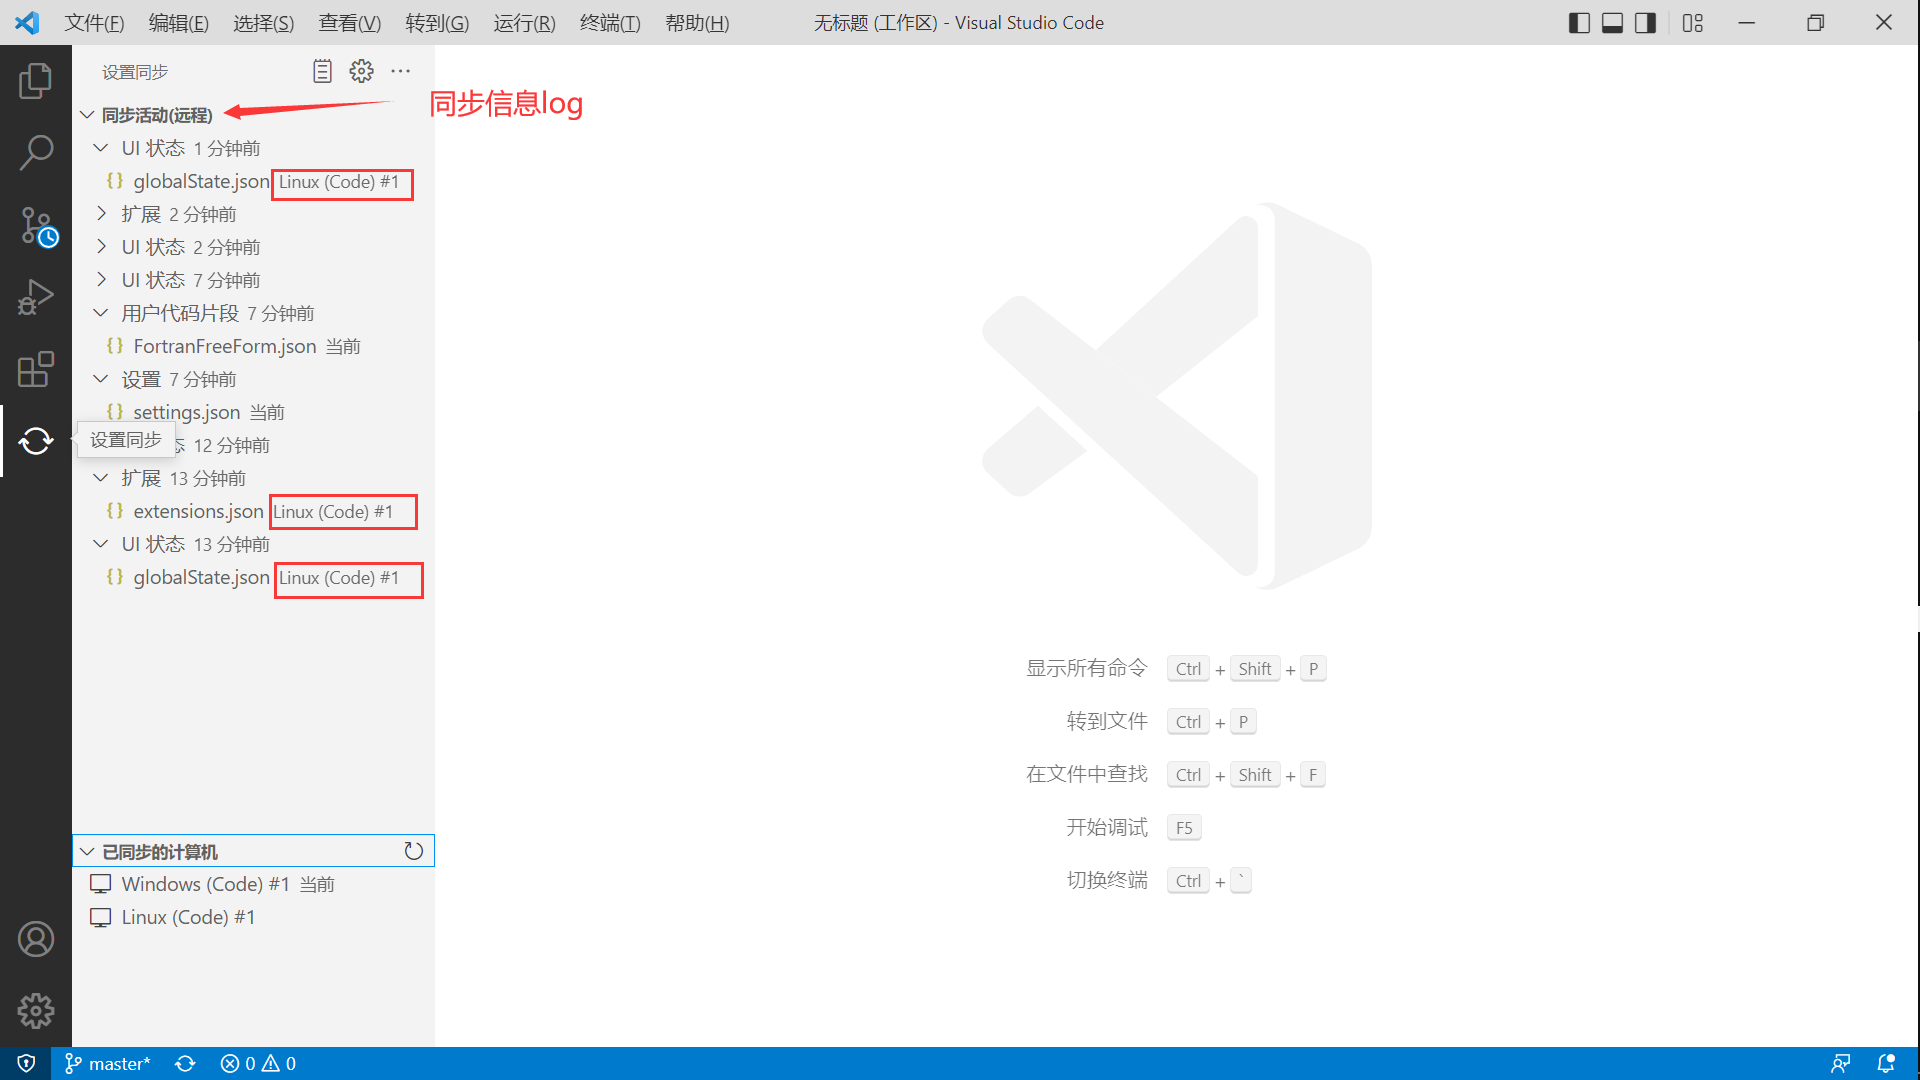 文件(F) 编辑(E) 选择(S) 查看(V) 转到(G) 运行(R) 终端(T) 帮助(H) 无标题 (工作区) - Visual Studio Code
设置同步
同步活动(远程)
同步信息log
UI 状态 1 分钟前
{} globalState.json Linux (Code) #1
扩展 2 分钟前
UI 状态 2 分钟前
UI 状态 7 分钟前
用户代码片段 7 分钟前
{} FortranFreeForm.json 当前
设置 7 分钟前
{} settings.json 当前
设置同步
态 12 分钟前
扩展 13 分钟前
{} extensions.json Linux (Code) #1
UI 状态 13 分钟前
{} globalState.json Linux (Code) #1
显示所有命令 Ctrl + Shift + P
转到文件 Ctrl + P
在文件中查找 Ctrl + Shift + F
开始调试 F5
切换终端 Ctrl + `
已同步的计算机
Windows (Code) #1 当前
Linux (Code) #1
master* 0 0